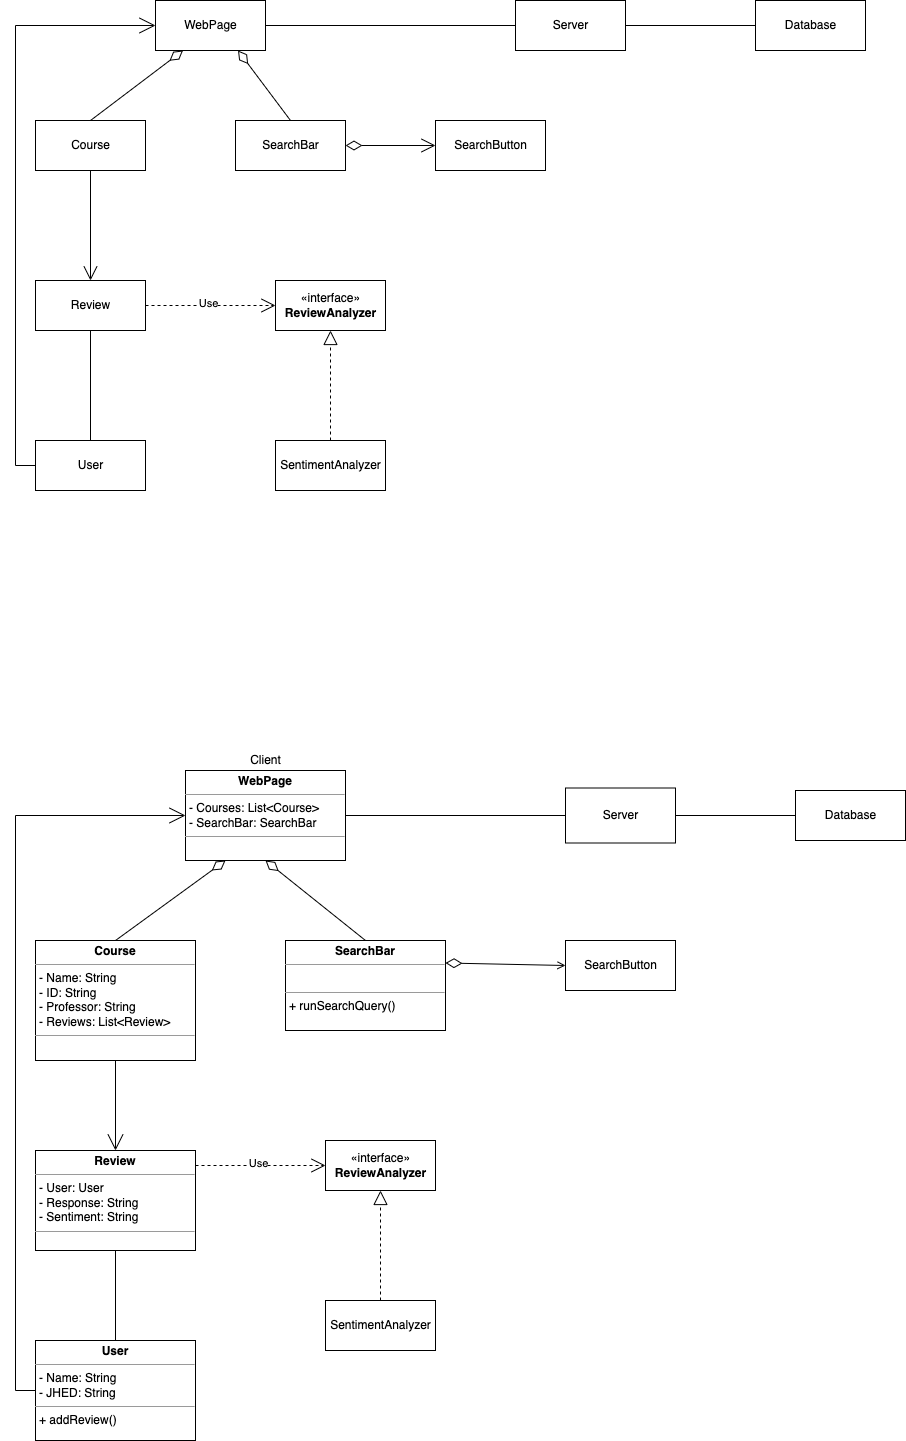 WebPage
Server
Database
Course
SearchBar
SearchButton
Review
Use
«interface»
ReviewAnalyzer
User
SentimentAnalyzer
Client
WebPage
- Courses: List<Course>
- SearchBar: SearchBar
Server
Database
Course
- Name: String
- ID: String
- Professor: String
- Reviews: List<Review>
SearchBar
+ runSearchQuery()
SearchButton
Review
- User: User
- Response: String
- Sentiment: String
Use
«interface»
ReviewAnalyzer
SentimentAnalyzer
User
- Name: String
- JHED: String
+ addReview()